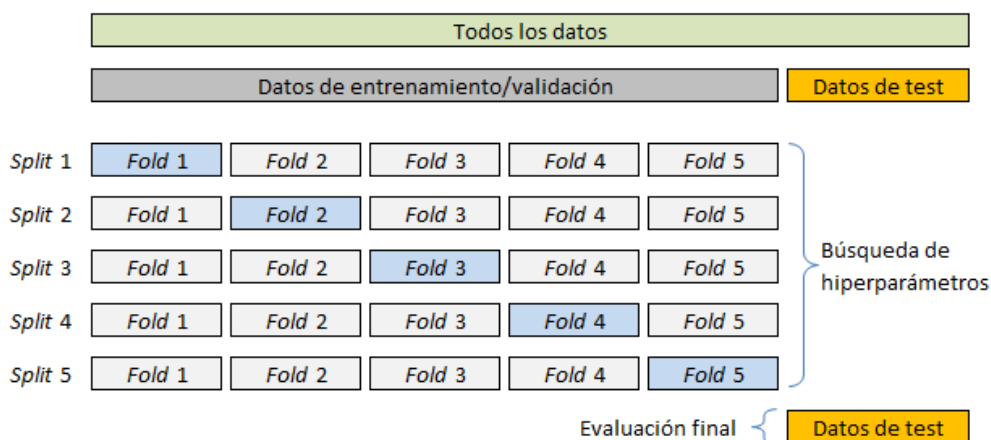 Todos los datos
Datos de entrenamiento/validación Datos de test
Split 1 Fold 1 Fold 2 Fold 3 Fold 4 Fold 5
Split 2 Fold 1 Fold 2 Fold 3 Fold 4 Fold 5
Split 3 Fold 1 Fold 2 Fold 3 Fold 4 Fold 5
Split 4 Fold 1 Fold 2 Fold 3 Fold 4 Fold 5
Split 5 Fold 1 Fold 2 Fold 3 Fold 4 Fold 5
Búsqueda de
hiperparámetros
Evaluación final Datos de test